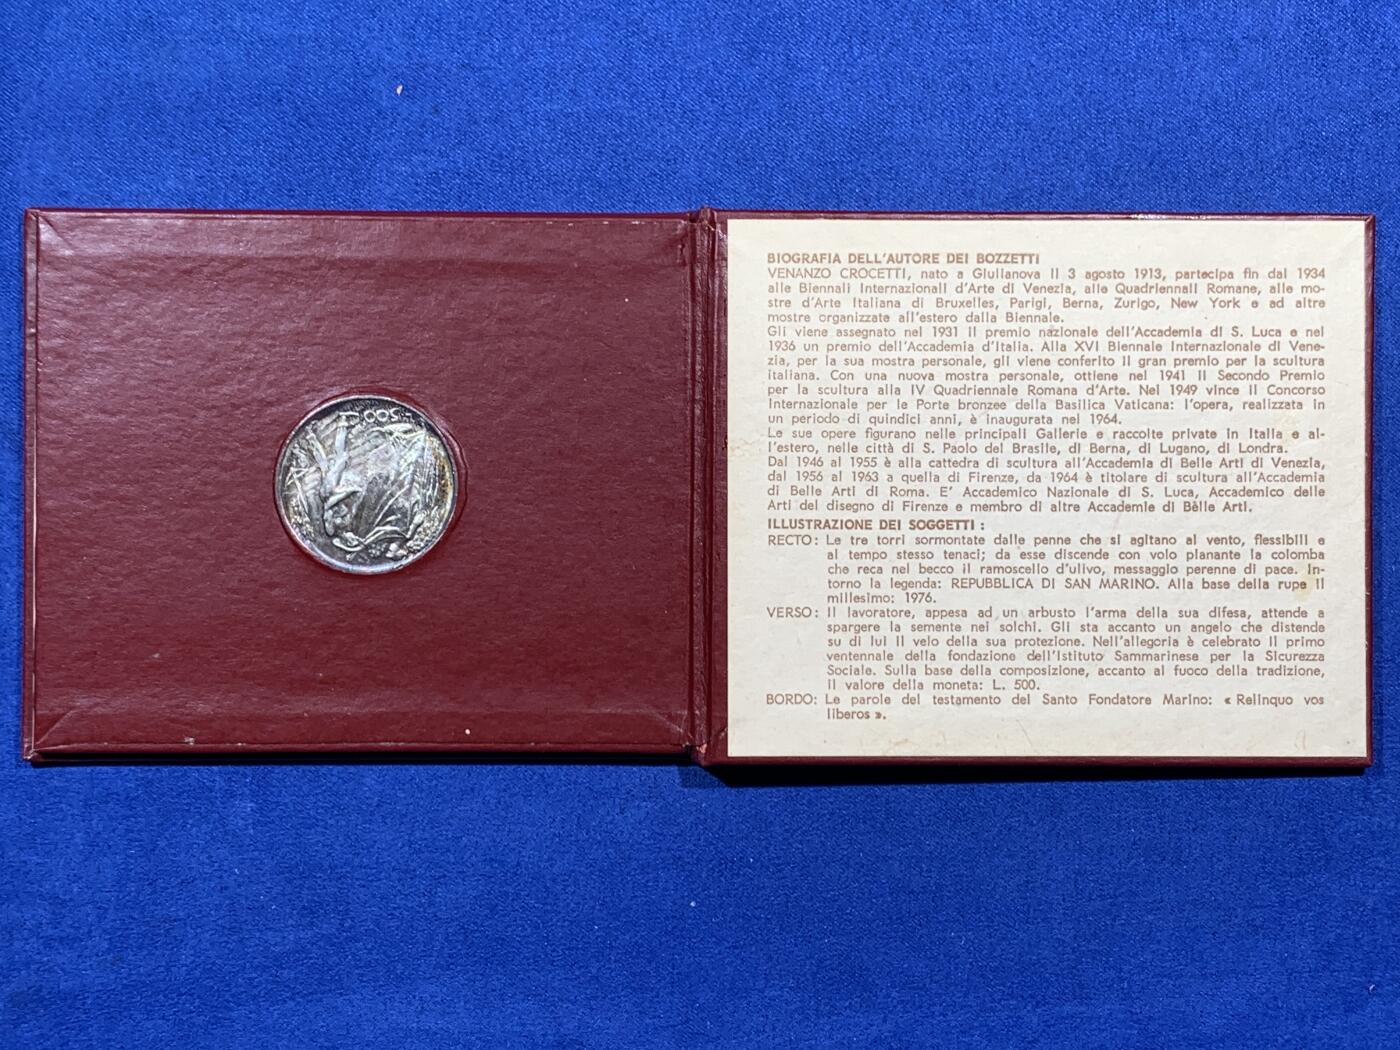 L. 500
BIOGRAFIA DELL'AUTORE DEI BOZZETTI
VENANZO CROCETTI, nato a Giulianova il 3 agosto 1913, partecipa fin dal 1934
alle Biennali Internazionali d'Arte di Venezia, alle Quadriennali Romane, alle mo-
stre d'Arte Italiana di Bruxelles, Parigi, Berna, Zurigo, New York e ad altre
mostre organizzate all'estero dalla Biennale.
Gli viene assegnato nel 1931 il premio nazionale dell'Accademia di S. Luca e nel
1936 un premio dell'Accademia d'Italia. Alla XVI Biennale Internazionale di Vene-
zia, per la sua mostra personale, gli viene conferito il gran premio per la scultura
italiana. Con una nuova mostra personale, ottiene nel 1941 il Secondo Premio
per la scultura alla IV Quadriennale Romana d'Arte. Nel 1949 vince il Concorso
Internazionale per le Porte bronzee della Basilica Vaticana: l'opera, realizzata in
un periodo di quindici anni, è inaugurata nel 1964.
Le sue opere figurano nelle principali Gallerie e raccolte private in Italia e al-
l'estero, nelle città di S. Paolo del Brasile, di Berna, di Lugano, di Londra.
Dal 1946 al 1955 è alla cattedra di scultura all'Accademia di Belle Arti di Venezia,
dal 1956 al 1963 a quella di Firenze, da 1964 è titolare di scultura all'Accademia
di Belle Arti di Roma. E' Accademico Nazionale di S. Luca, Accademico delle
Arti del disegno di Firenze e membro di altre Accademie di Bèlle Arti.
ILLUSTRAZIONE DEI SOGGETTI :
RECTO: Le tre torri sormontate dalle penne che si agitano al vento, flessibili e
al tempo stesso tenaci; da esse discende con volo planante la colomba
che reca nel becco il ramoscello d'ulivo, messaggio perenne di pace. In-
torno la legenda: REPUBBLICA DI SAN MARINO. Alla base della rupe il
millesimo: 1976.
VERSO: Il lavoratore, appesa ad un arbusto l'arma della sua difesa, attende a
spargere la semente nei solchi. Gli sta accanto un angelo che distende
su di lui il velo della sua protezione. Nell'allegoria è celebrato il primo
ventennale della fondazione dell'Istituto Sammarinese per la Sicurezza
Sociale. Sulla base della composizione, accanto al fuoco della tradizione,
il valore della moneta: L. 500.
BORDO: Le parole del testamento del Santo Fondatore Marino: « Relinquo vos
liberos ».